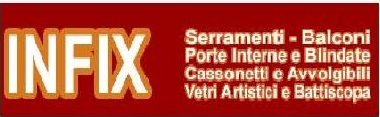 INFIX
Serramenti - Balconi
Porte Interne e Blindate
Cassonetti e Avvolgibili
Vetri Artistici e Battiscopa